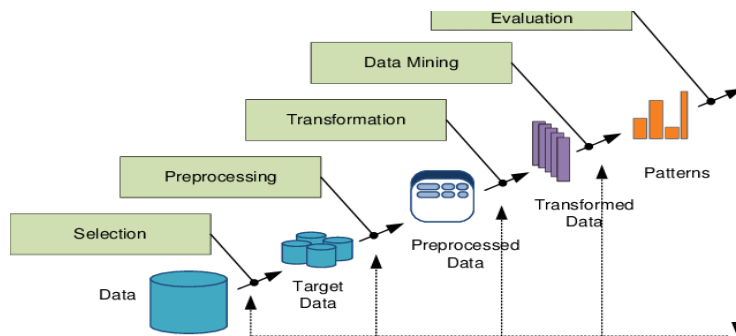 Evaluation
Data Mining
Transformation
Preprocessing
Selection
Data
Target
Data
Preprocessed
Data
Transformed
Data
Patterns